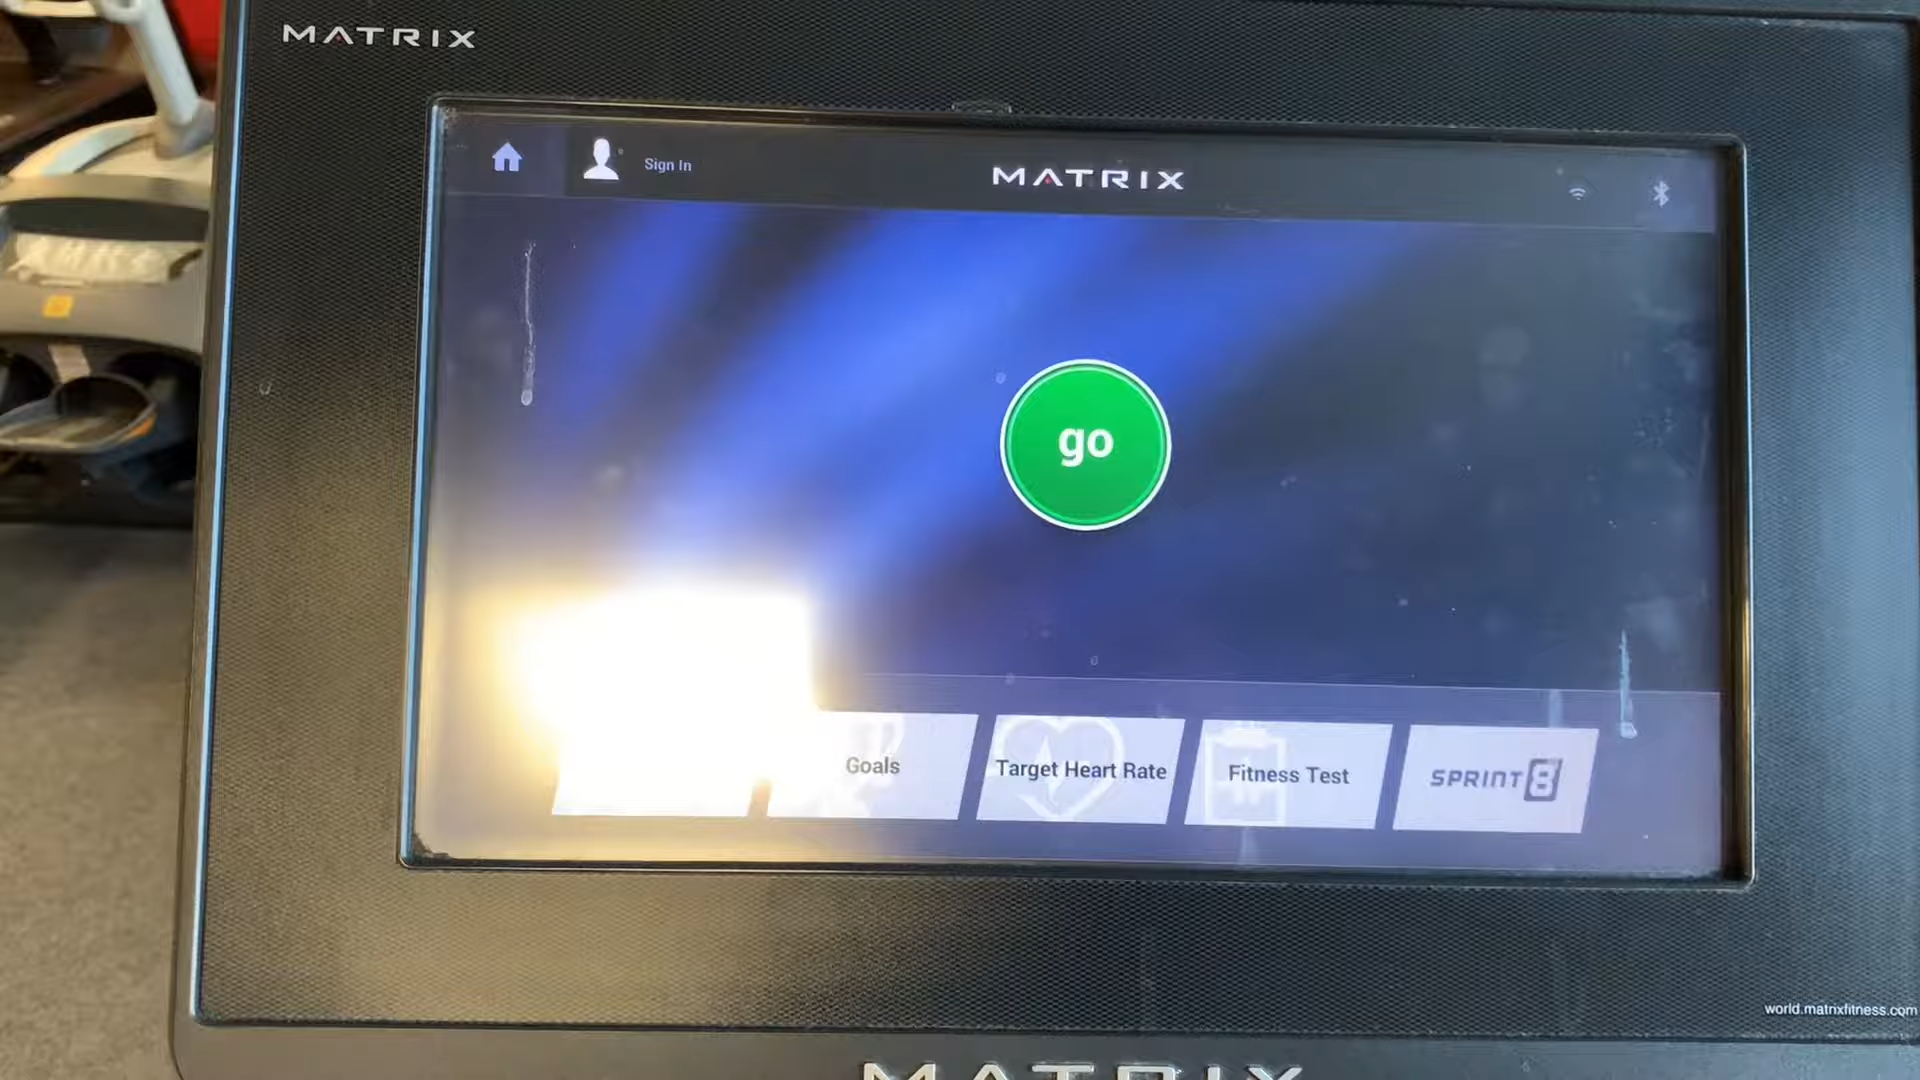 MATRIX
Sign In
MATRIX
go
Goals
Target Heart Rate
Fitness Test
SPRINT 8
world.matrixfitness.com
MATRIX